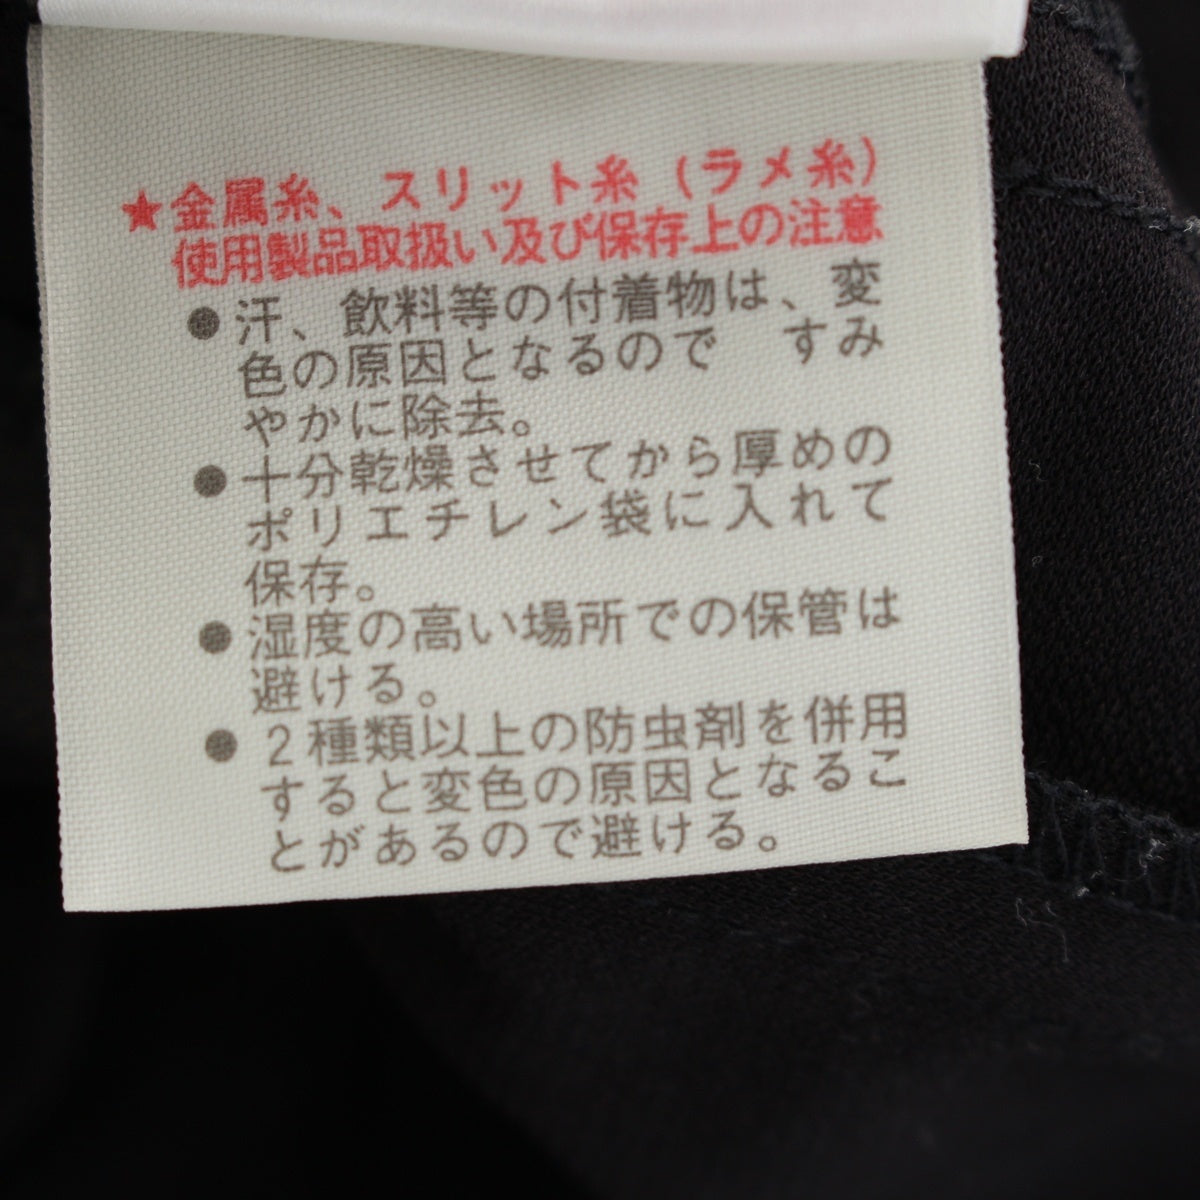 ★金属糸、スリット糸(ラメ糸)
使用製品取扱い及び保存上の注意
●汗、飲料等の付着物は、変
色の原因となるので　すみ
やかに除去。
●十分乾燥させてから厚めの
ポリエチレン袋に入れて
保存。
●湿度の高い場所での保管は
避ける。
●2種類以上の防虫剤を併用
すると変色の原因となるこ
とがあるので避ける。